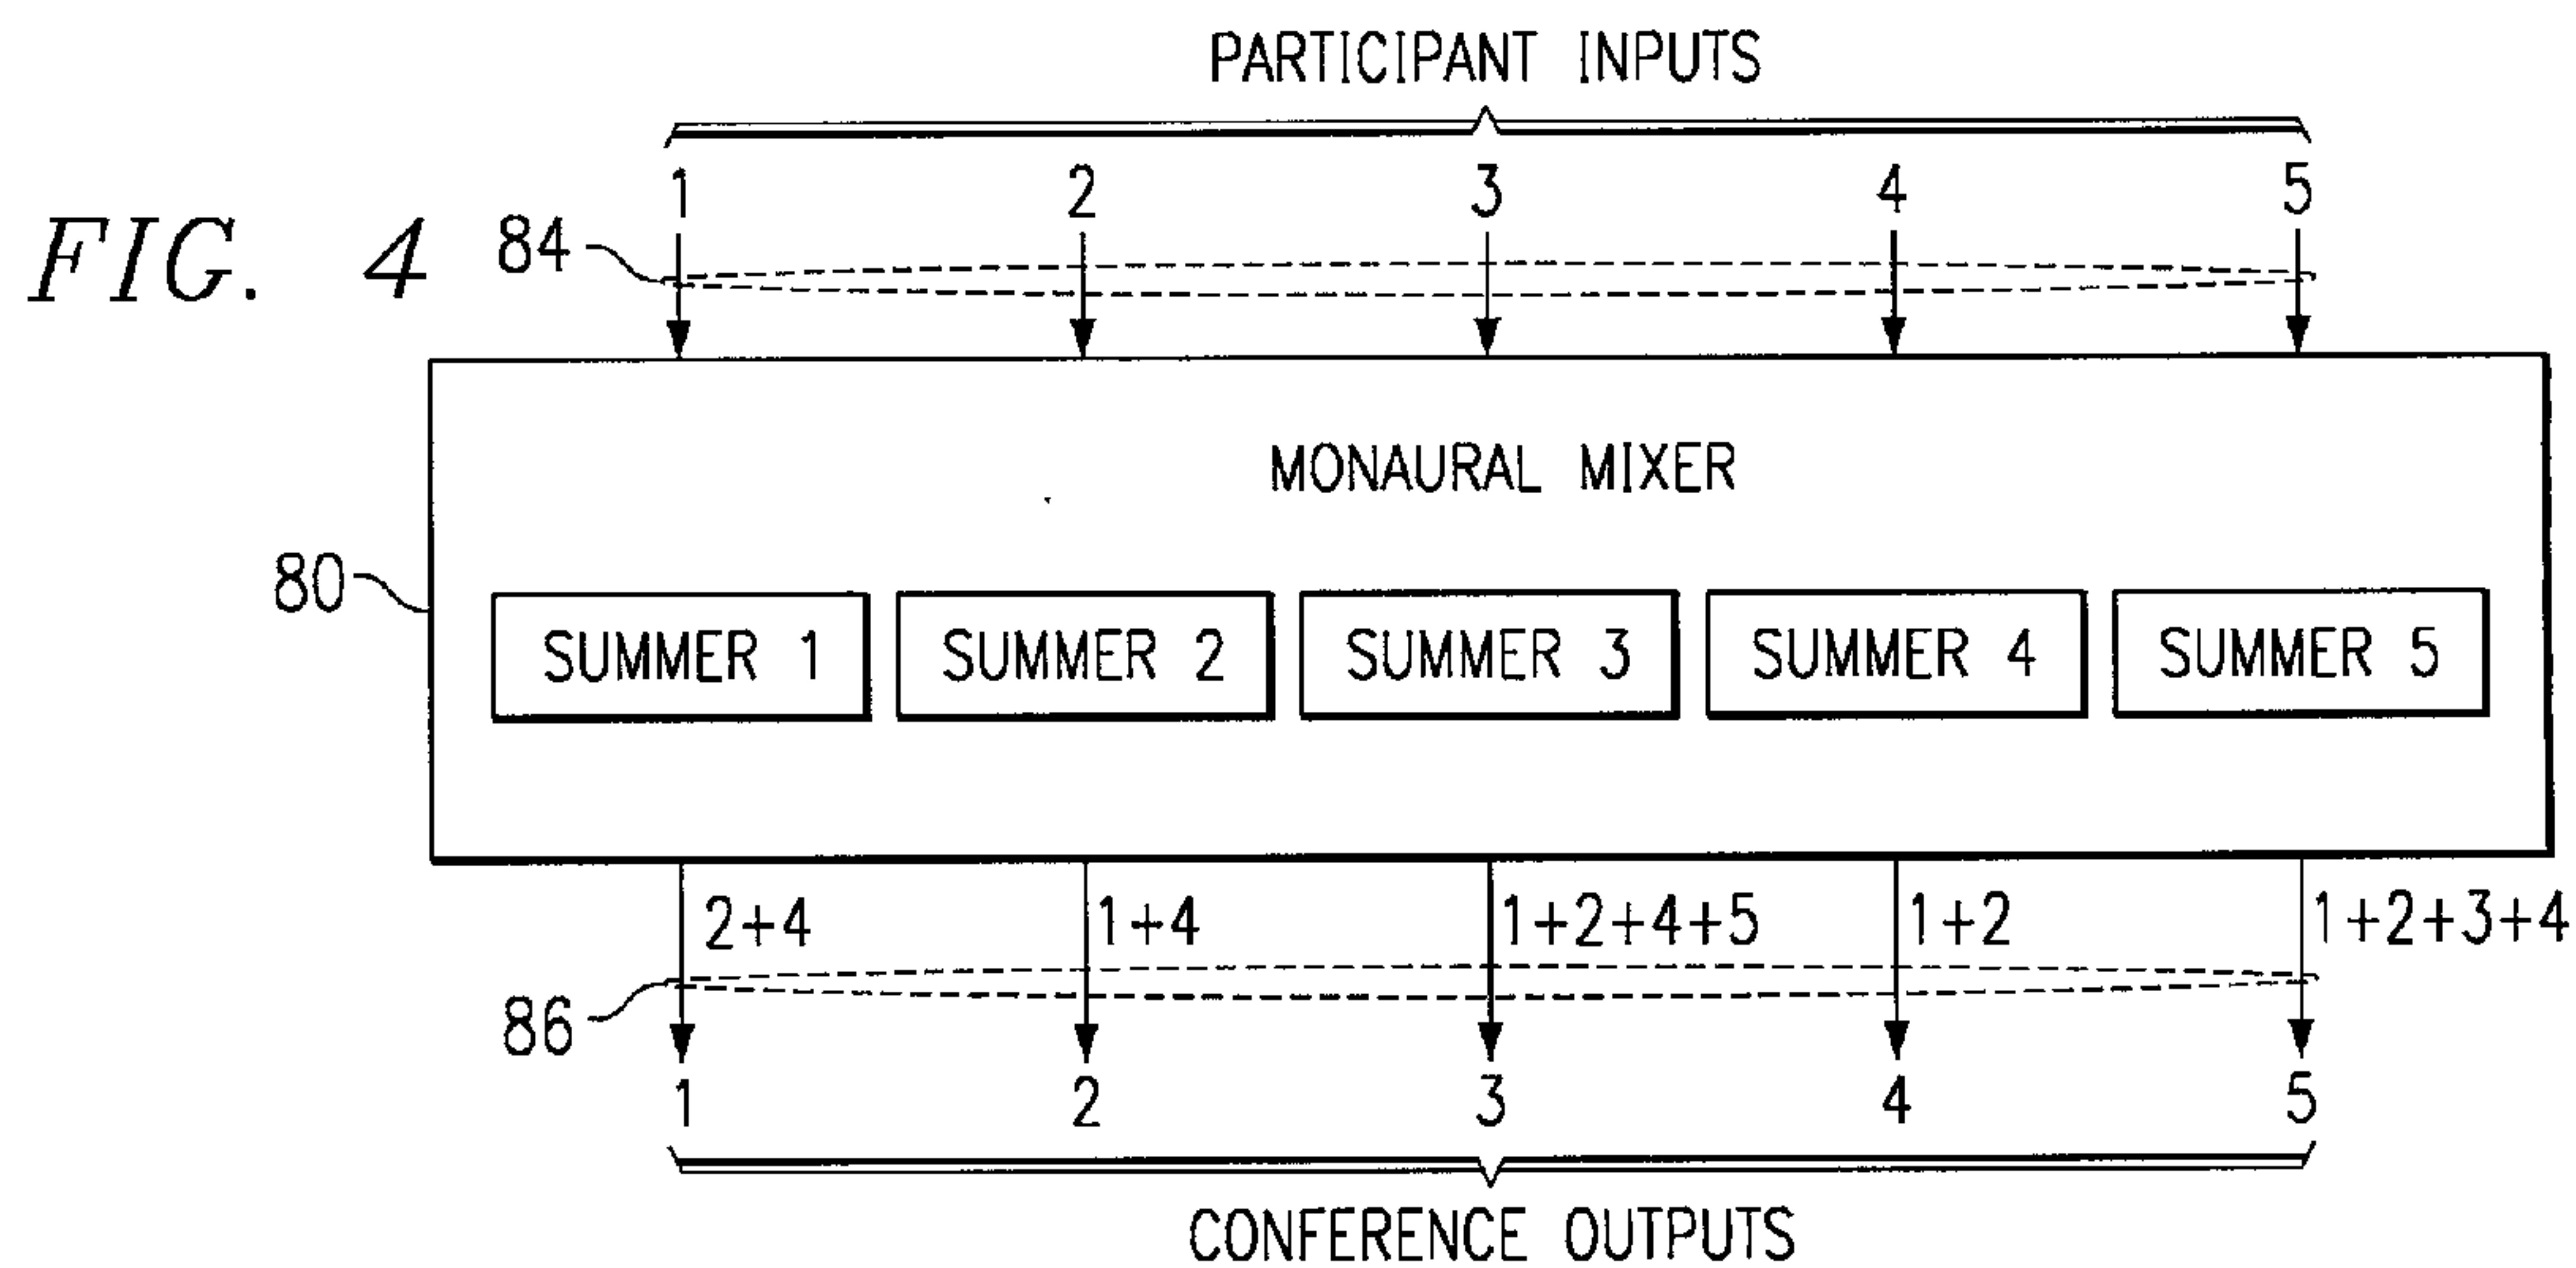 PARTICIPANT INPUTS
1 2 3 4 5
FIG. 4
84
MONAURAL MIXER
80
SUMMER 1 SUMMER 2 SUMMER 3 SUMMER 4 SUMMER 5
2+4 1+4 1+2+4+5 1+2 1+2+3+4
86
1 2 3 4 5
CONFERENCE OUTPUTS